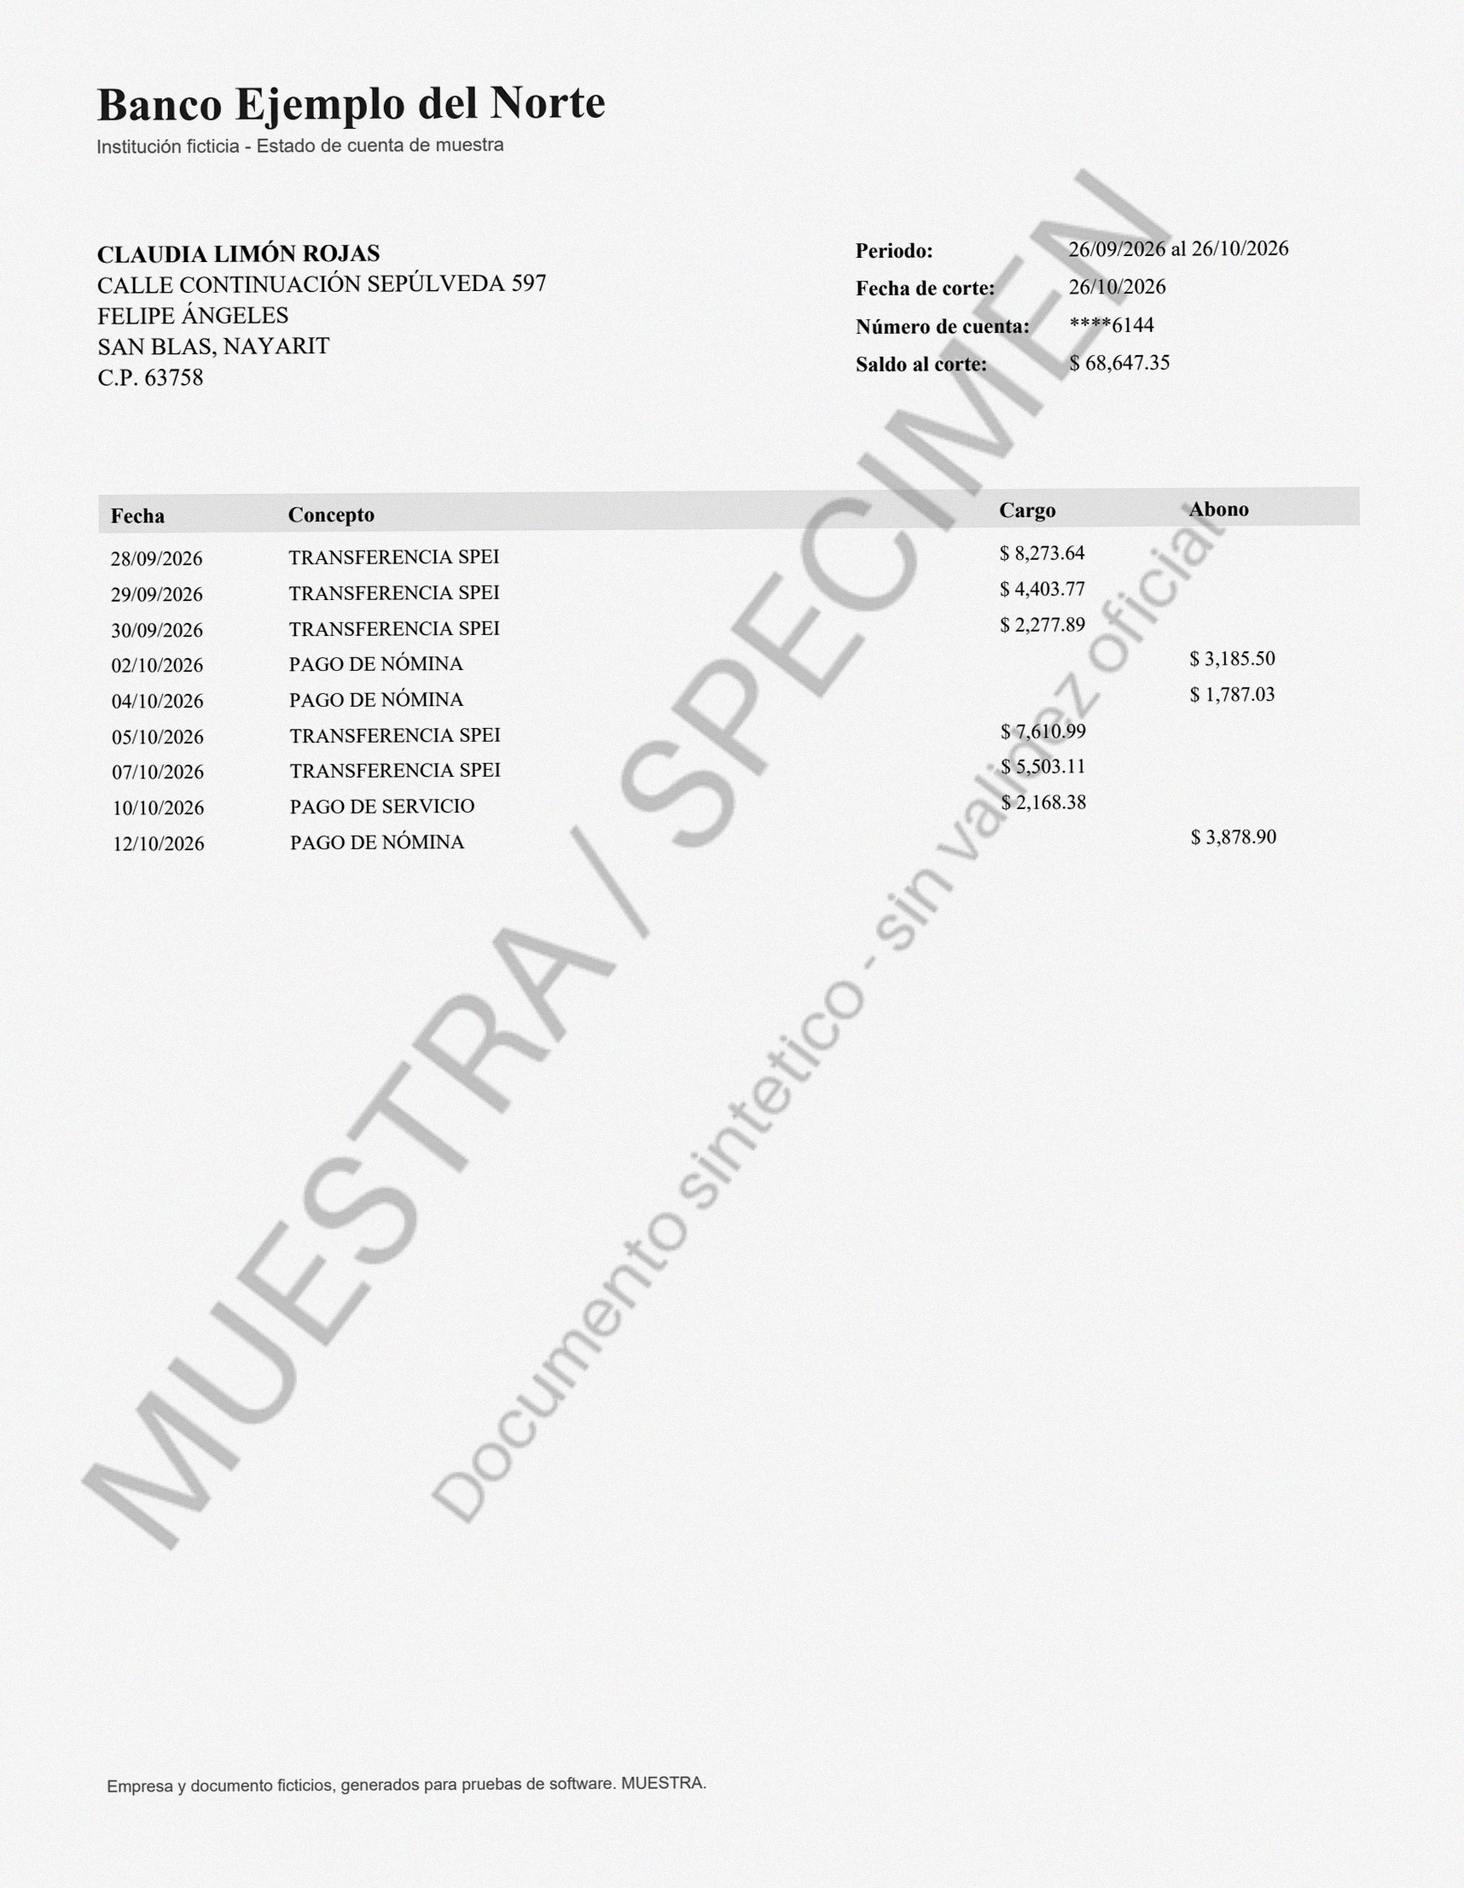 Banco Ejemplo del Norte
Institución ficticia - Estado de cuenta de muestra
CLAUDIA LIMÓN ROJAS
CALLE CONTINUACIÓN SEPÚLVEDA 597
FELIPE ÁNGELES
SAN BLAS, NAYARIT
C.P. 63758
Periodo: 26/09/2026 al 26/10/2026
Fecha de corte: 26/10/2026
Número de cuenta: ****6144
Saldo al corte: $ 68,647.35
Fecha Concepto Cargo Abono
28/09/2026 TRANSFERENCIA SPEI $ 8,273.64
29/09/2026 TRANSFERENCIA SPEI $ 4,403.77
30/09/2026 TRANSFERENCIA SPEI $ 2,277.89
02/10/2026 PAGO DE NÓMINA $ 3,185.50
04/10/2026 PAGO DE NÓMINA $ 1,787.03
05/10/2026 TRANSFERENCIA SPEI $ 7,610.99
07/10/2026 TRANSFERENCIA SPEI $ 5,503.11
10/10/2026 PAGO DE SERVICIO $ 2,168.38
12/10/2026 PAGO DE NÓMINA $ 3,878.90
MUESTRA / SPECIMEN
Documento sintetico - sin validez oficial
Empresa y documento ficticios, generados para pruebas de software. MUESTRA.